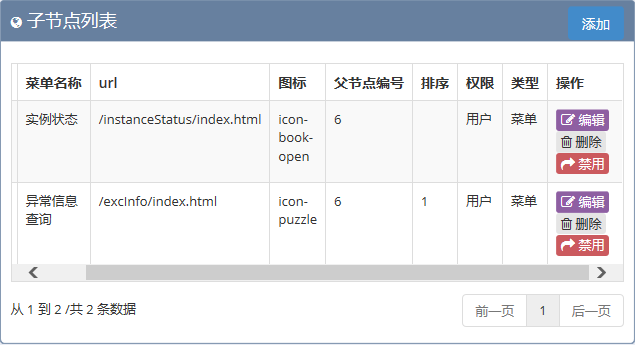 子节点列表 添加
菜单名称 url 图标 父节点编号 排序 权限 类型 操作
实例状态 /instanceStatus/index.html icon- 6 用户 菜单 编辑
book- 删除
open 禁用
异常信息 /excInfo/index.html icon- 6 1 用户 菜单 编辑
查询 puzzle 删除
禁用
从 1 到 2 /共 2 条数据 前一页 1 后一页